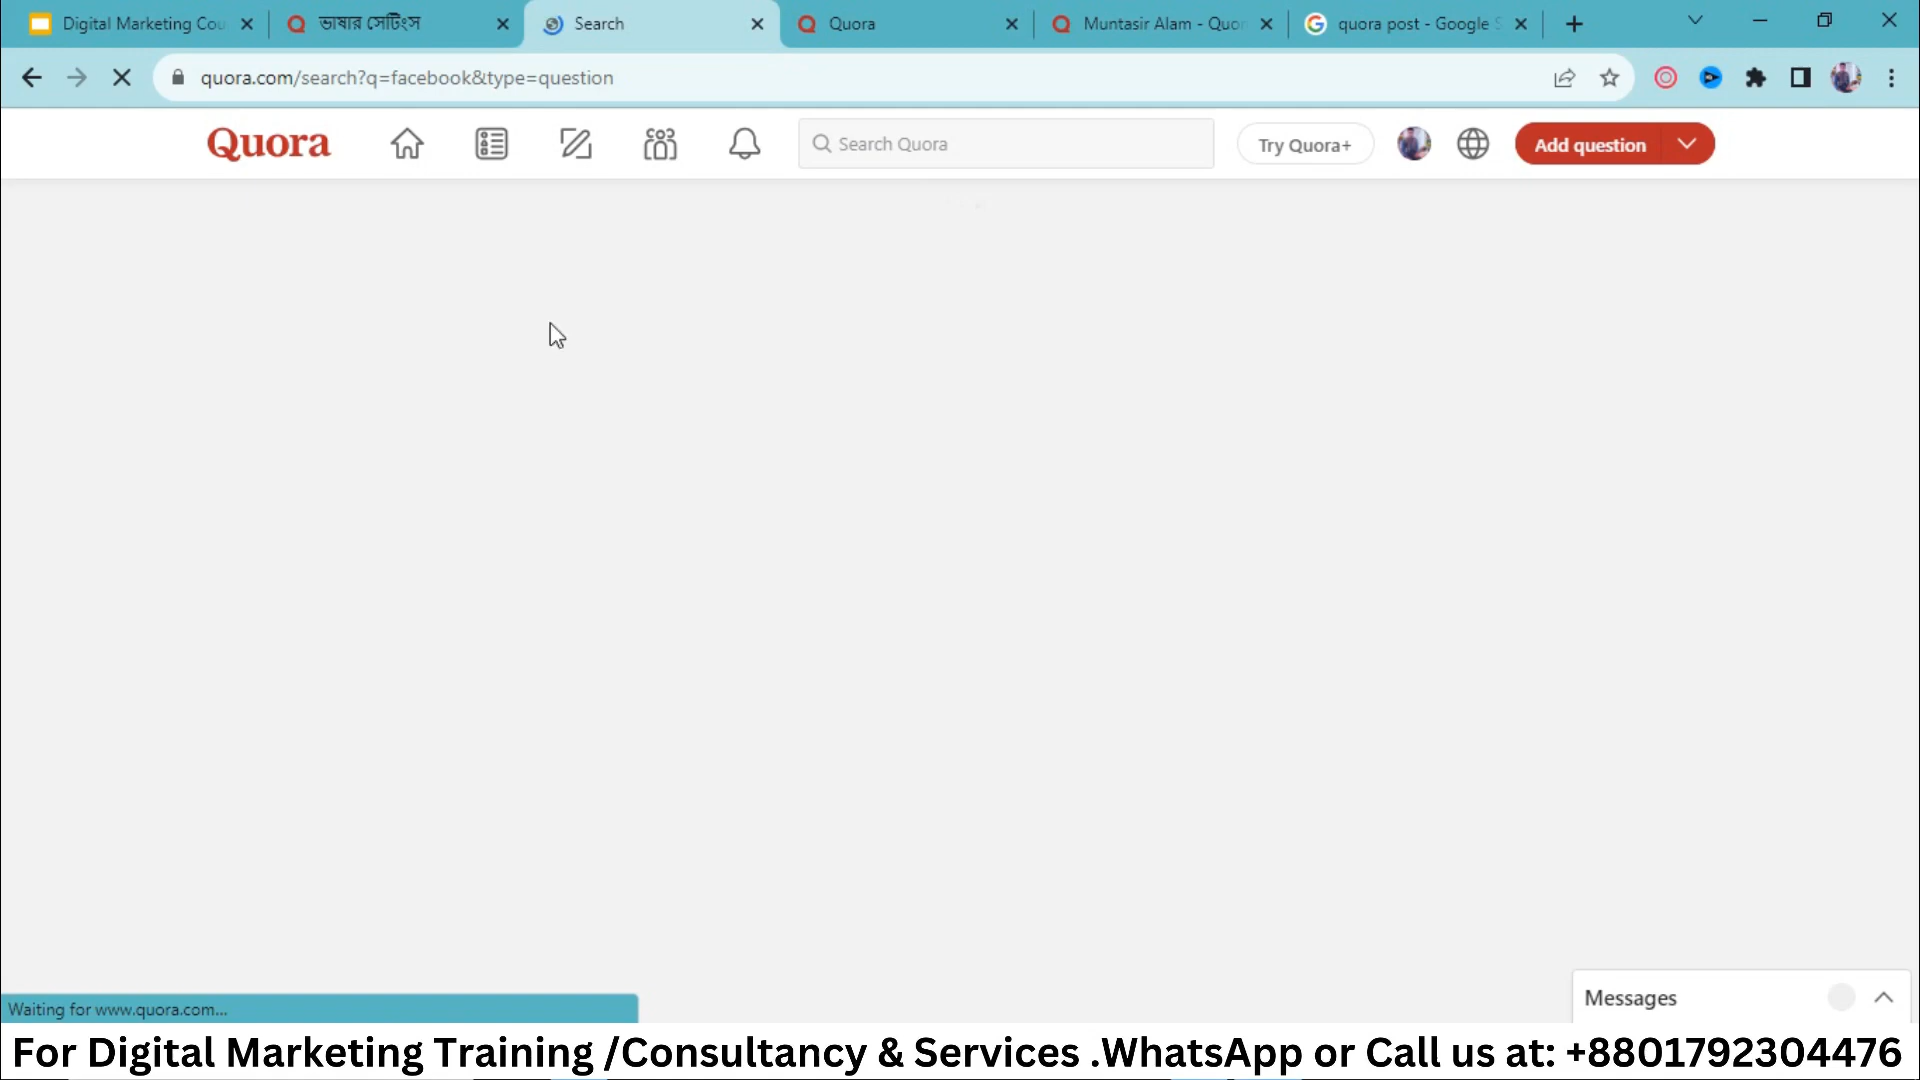 Digital Marketing Cou
ভাষার সেটিংস
Search
Quora
Muntasir Alam - Quor
quora post - Google S
quora.com/search?q=facebook&type=question
Quora
Search Quora
Try Quora+
Add question
Messages
Waiting for www.quora.com...
For Digital Marketing Training /Consultancy & Services .WhatsApp or Call us at: +8801792304476